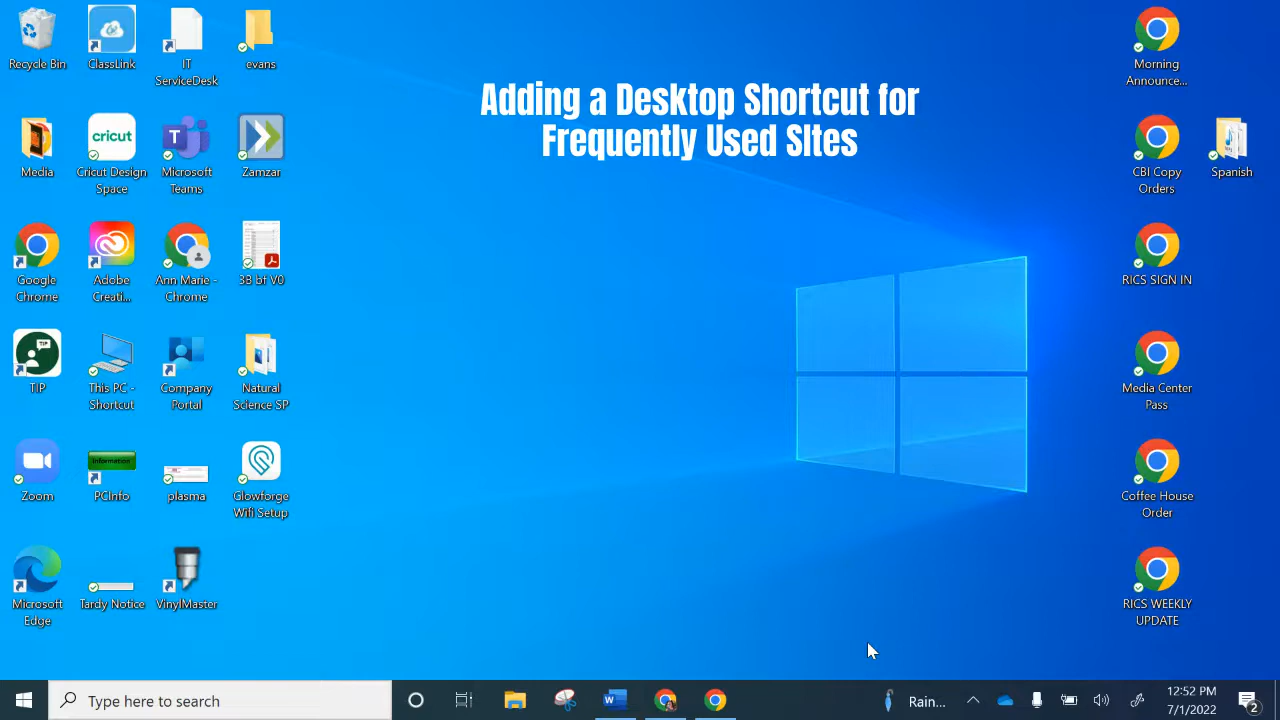 Recycle Bin
ClassLink
IT
ServiceDesk
evans
Adding a Desktop Shortcut for
Frequently Used SItes
Morning
Announce...
Media
cricut
Cricut Design
Space
T
Microsoft
Teams
Zamzar
CBI Copy
Orders
Spanish
Google
Chrome
Adobe
Creati...
Ann Marie -
Chrome
3B bf V0
RICS SIGN IN
TIP
TIP
This PC -
Shortcut
Company
Portal
Natural
Science SP
Media Center
Pass
Zoom
Information
PCInfo
plasma
Glowforge
Wifi Setup
Coffee House
Order
Microsoft
Edge
Tardy Notice
VinylMaster
RICS WEEKLY
UPDATE
Type here to search
W
Rain...
12:52 PM
7/1/2022
2